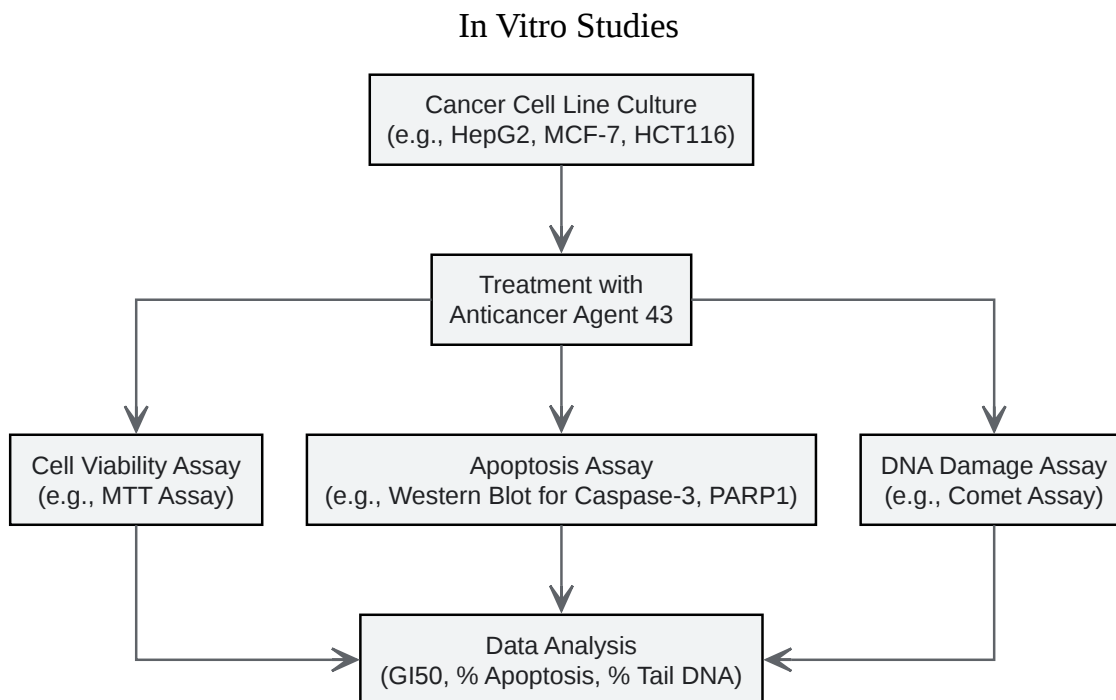 In Vitro Studies
Cancer Cell Line Culture
(e.g., HepG2, MCF-7, HCT116)
Treatment with
Anticancer Agent 43
Cell Viability Assay
(e.g., MTT Assay)
Apoptosis Assay
(e.g., Western Blot for Caspase-3, PARP1)
DNA Damage Assay
(e.g., Comet Assay)
Data Analysis
(GI50, % Apoptosis, % Tail DNA)